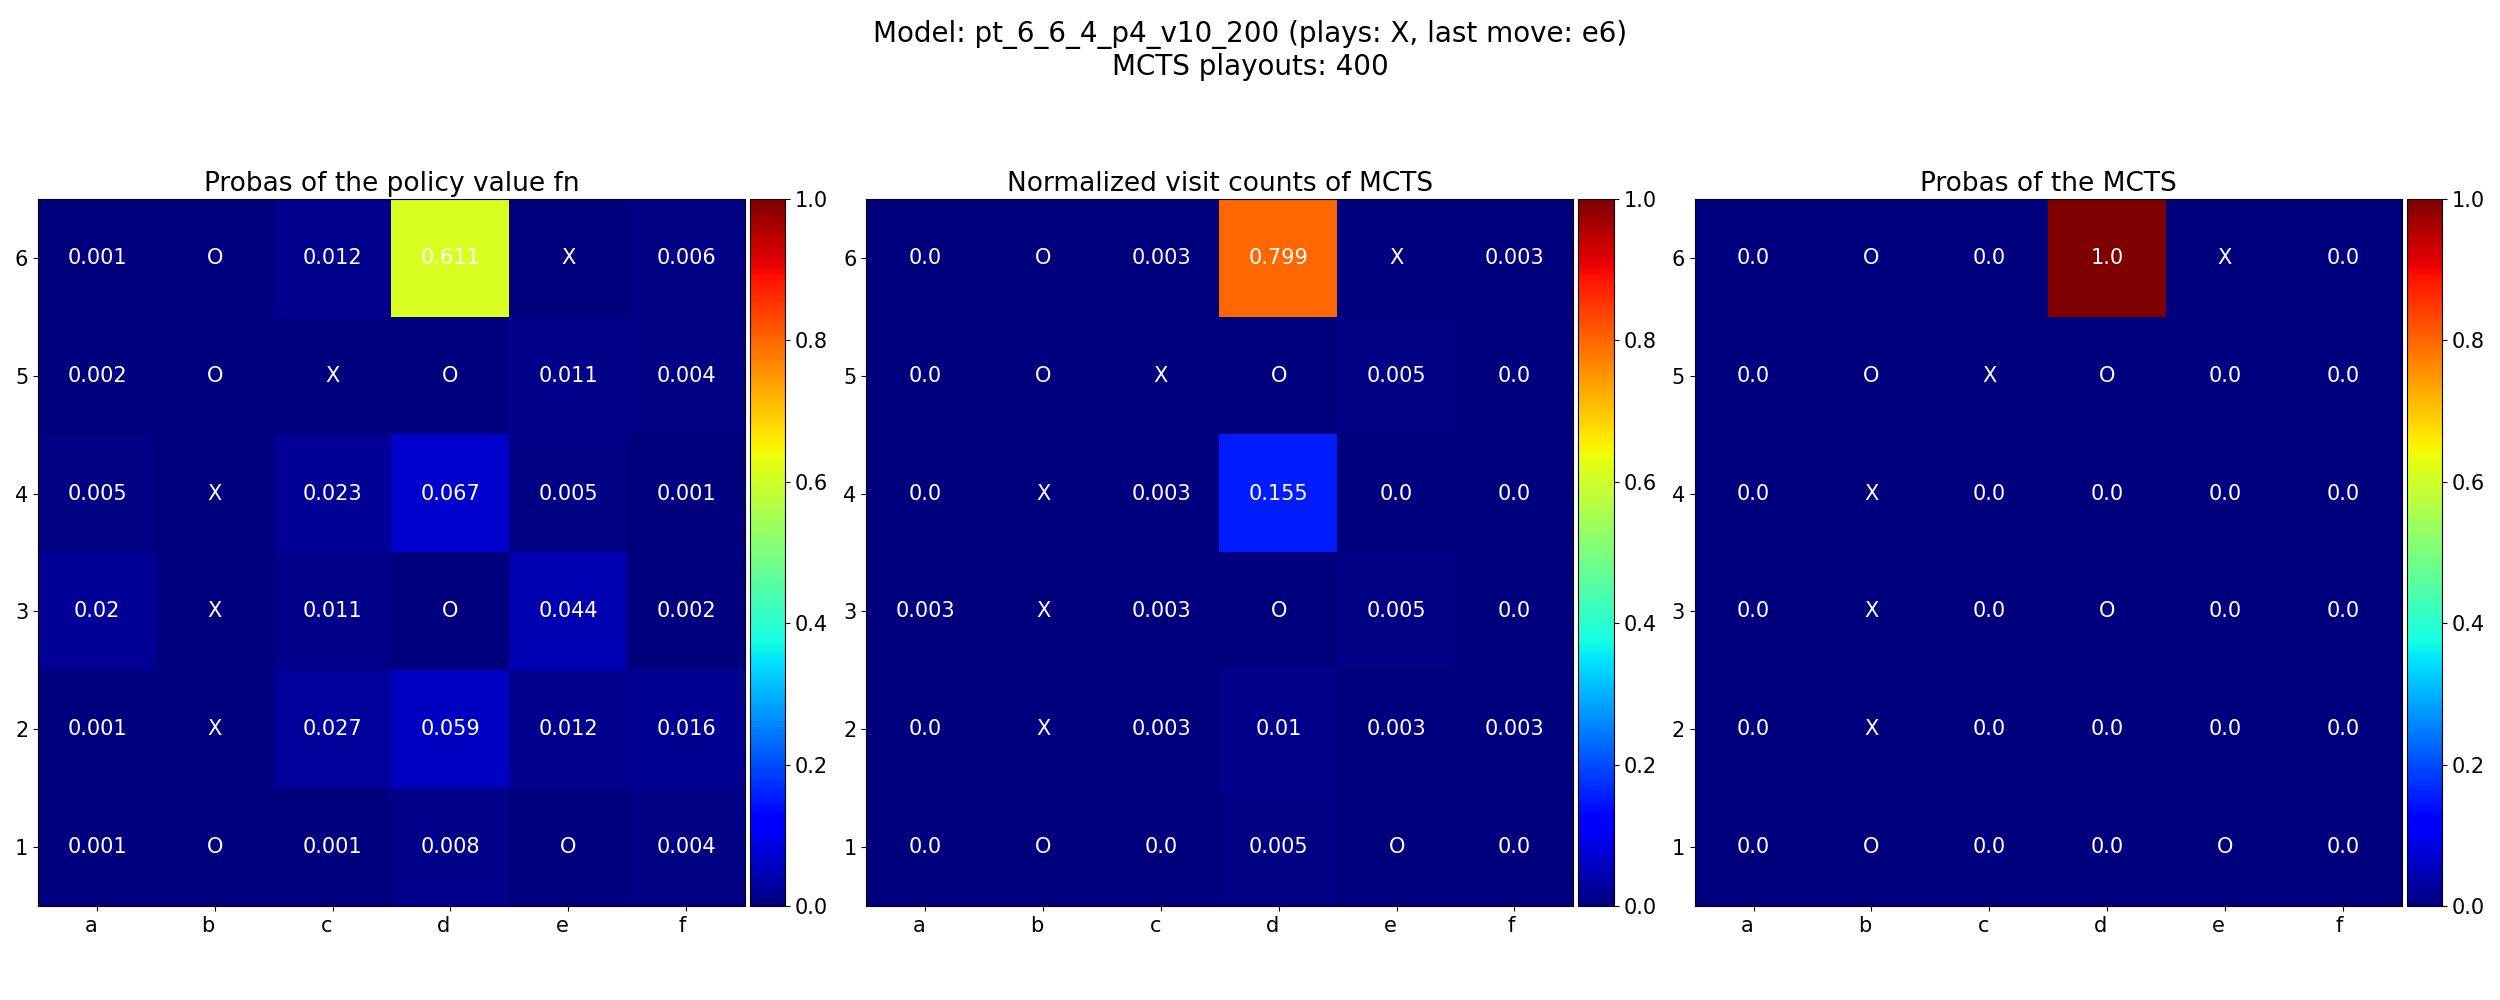 Model: pt_6_6_4_p4_v10_200 (plays: X, last move: e6)
MCTS playouts: 400
Probas of the policy value fn
6 0.001 O 0.012 0.611 X 0.006
5 0.002 O X O 0.011 0.004
4 0.005 X 0.023 0.067 0.005 0.001
3 0.02 X 0.011 O 0.044 0.002
2 0.001 X 0.027 0.059 0.012 0.016
1 0.001 O 0.001 0.008 O 0.004
a b c d e f
1.0
0.8
0.6
0.4
0.2
0.0
Normalized visit counts of MCTS
6 0.0 O 0.003 0.799 X 0.003
5 0.0 O X O 0.005 0.0
4 0.0 X 0.003 0.155 0.0 0.0
3 0.003 X 0.003 O 0.005 0.0
2 0.0 X 0.003 0.01 0.003 0.003
1 0.0 O 0.0 0.005 O 0.0
a b c d e f
1.0
0.8
0.6
0.4
0.2
0.0
Probas of the MCTS
6 0.0 O 0.0 1.0 X 0.0
5 0.0 O X O 0.0 0.0
4 0.0 X 0.0 0.0 0.0 0.0
3 0.0 X 0.0 O 0.0 0.0
2 0.0 X 0.0 0.0 0.0 0.0
1 0.0 O 0.0 0.0 O 0.0
a b c d e f
1.0
0.8
0.6
0.4
0.2
0.0